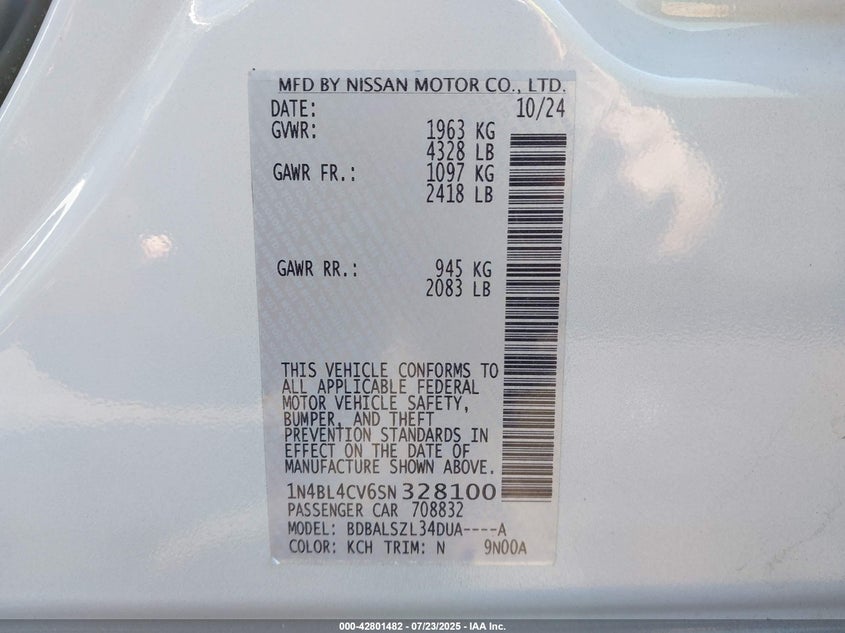 MFD BY NISSAN MOTOR CO., LTD.
DATE: 10/24
GVWR: 1963 KG
4328 LB
GAWR FR.: 1097 KG
2418 LB
GAWR RR.: 945 KG
2083 LB
THIS VEHICLE CONFORMS TO
ALL APPLICABLE FEDERAL
MOTOR VEHICLE SAFETY,
BUMPER, AND THEFT
PREVENTION STANDARDS IN
EFFECT ON THE DATE OF
MANUFACTURE SHOWN ABOVE.
1N4BL4CV6SN328100
PASSENGER CAR 708832
MODEL: BDBALSZL34DUA----A
COLOR: KCH TRIM: N 9N00A
000-42801482 - 07/23/2025 - IAA Inc.